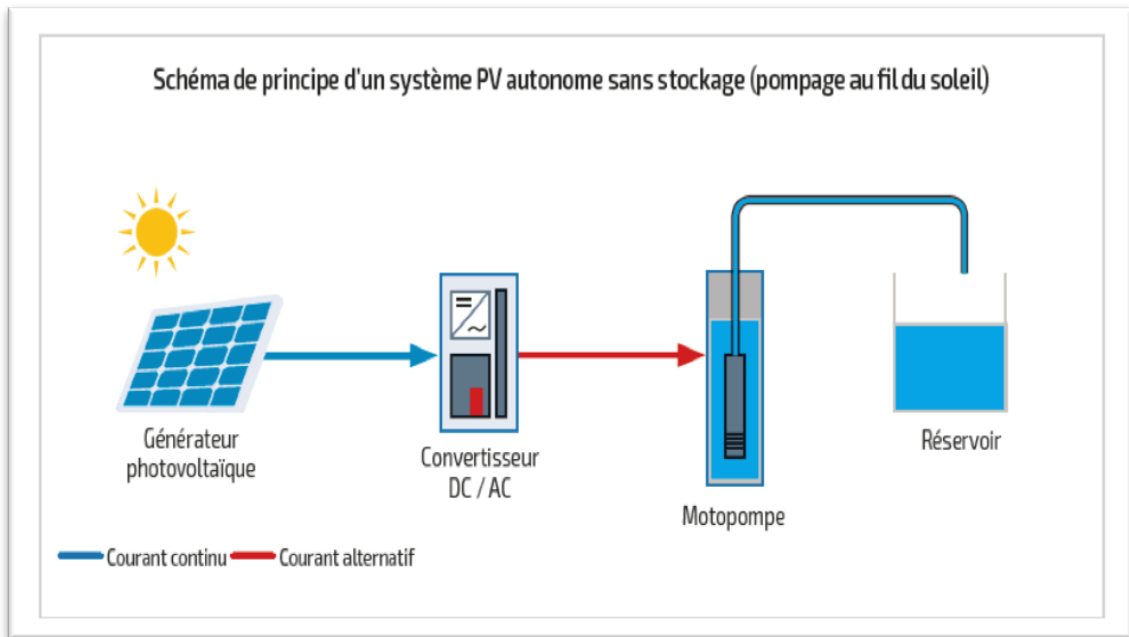 Schéma de principe d'un système PV autonome sans stockage (pompage au fil du soleil)
Générateur
photovoltaïque
Convertisseur
DC / AC
Motopompe
Réservoir
Courant continu
Courant alternatif